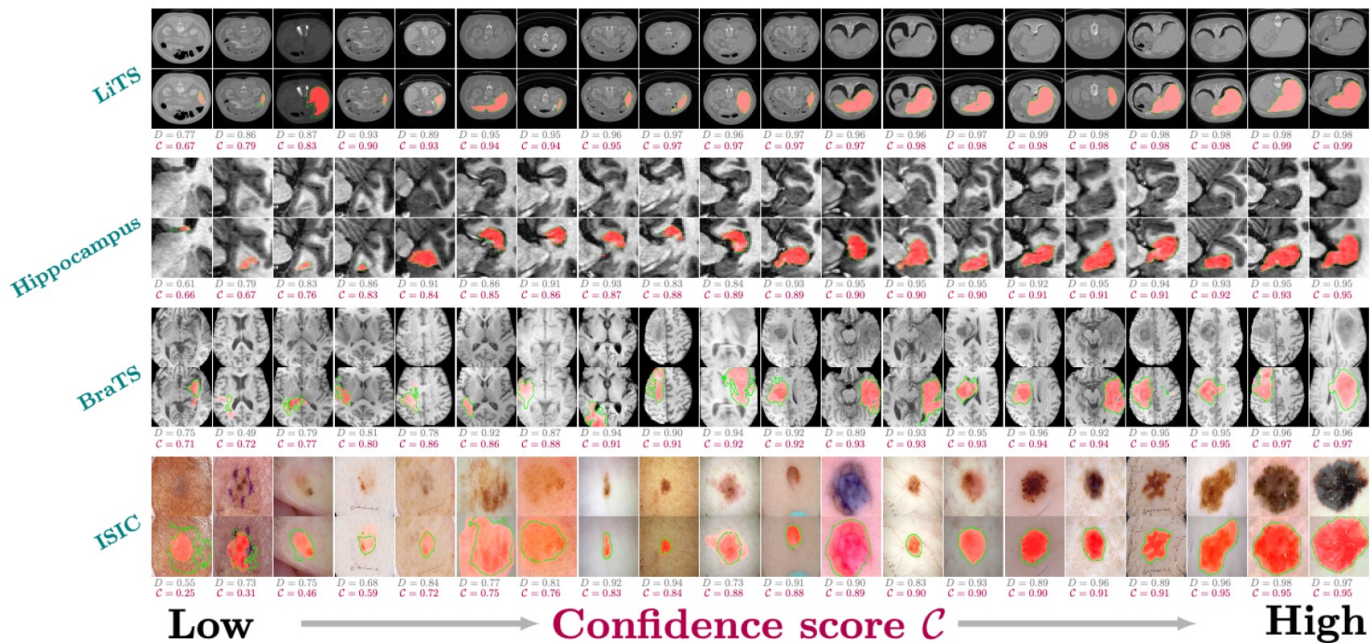 LiTS
D = 0.77 D = 0.86 D = 0.87 D = 0.93 D = 0.89 D = 0.95 D = 0.95 D = 0.96 D = 0.97 D = 0.96 D = 0.97 D = 0.96 D = 0.96 D = 0.97 D = 0.99 D = 0.98 D = 0.98 D = 0.98 D = 0.98 D = 0.98
C = 0.67 C = 0.79 C = 0.83 C = 0.90 C = 0.93 C = 0.94 C = 0.94 C = 0.95 C = 0.97 C = 0.97 C = 0.97 C = 0.97 C = 0.98 C = 0.98 C = 0.98 C = 0.98 C = 0.98 C = 0.99 C = 0.99 C = 0.99
Hippocampus
D = 0.61 D = 0.79 D = 0.83 D = 0.86 D = 0.91 D = 0.86 D = 0.91 D = 0.93 D = 0.83 D = 0.84 D = 0.93 D = 0.95 D = 0.95 D = 0.95 D = 0.92 D = 0.95 D = 0.94 D = 0.93 D = 0.95 D = 0.95
C = 0.66 C = 0.67 C = 0.76 C = 0.83 C = 0.84 C = 0.85 C = 0.86 C = 0.87 C = 0.88 C = 0.89 C = 0.89 C = 0.90 C = 0.90 C = 0.90 C = 0.91 C = 0.91 C = 0.91 C = 0.92 C = 0.93 C = 0.95
BraTS
D = 0.75 D = 0.49 D = 0.79 D = 0.81 D = 0.78 D = 0.92 D = 0.87 D = 0.94 D = 0.90 D = 0.94 D = 0.92 D = 0.89 D = 0.93 D = 0.95 D = 0.96 D = 0.92 D = 0.95 D = 0.95 D = 0.96 D = 0.96
C = 0.71 C = 0.72 C = 0.77 C = 0.80 C = 0.86 C = 0.86 C = 0.88 C = 0.91 C = 0.91 C = 0.92 C = 0.92 C = 0.93 C = 0.93 C = 0.93 C = 0.94 C = 0.94 C = 0.95 C = 0.95 C = 0.97 C = 0.97
ISIC
D = 0.55 D = 0.73 D = 0.75 D = 0.68 D = 0.84 D = 0.77 D = 0.81 D = 0.92 D = 0.94 D = 0.73 D = 0.91 D = 0.90 D = 0.83 D = 0.93 D = 0.89 D = 0.96 D = 0.89 D = 0.96 D = 0.98 D = 0.97
C = 0.25 C = 0.31 C = 0.46 C = 0.59 C = 0.72 C = 0.75 C = 0.76 C = 0.83 C = 0.84 C = 0.88 C = 0.88 C = 0.89 C = 0.90 C = 0.90 C = 0.90 C = 0.91 C = 0.91 C = 0.95 C = 0.95 C = 0.95
Low Confidence score C High